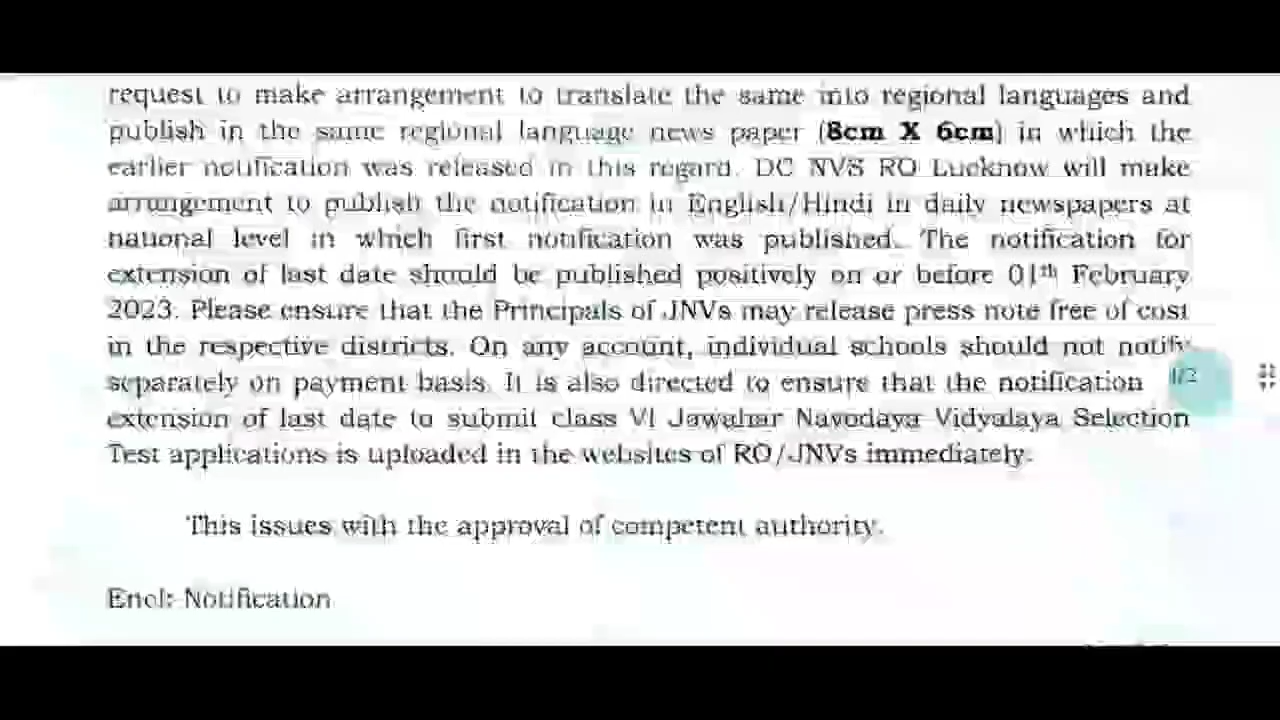 request to make arrangement to translate the same into regional languages and
publish in the same regional language news paper (8cm X 6cm) in which the
earlier notification was released in this regard. DC NVS RO Lucknow will make
arrangement to publish the notification in English/Hindi in daily newspapers at
national level in which first notification was published. The notification for
extension of last date should be published positively on or before 01th February
2023. Please ensure that the Principals of JNVs may release press note free of cost
in the respective districts. On any account, individual schools should not notify
separately on payment basis. It is also directed to ensure that the notification
1/2
extension of last date to submit class VI Jawahar Navodaya Vidyalaya Selection
Test applications is uploaded in the websites of RO/JNVs immediately.
This issues with the approval of competent authority.
Encl: Notification